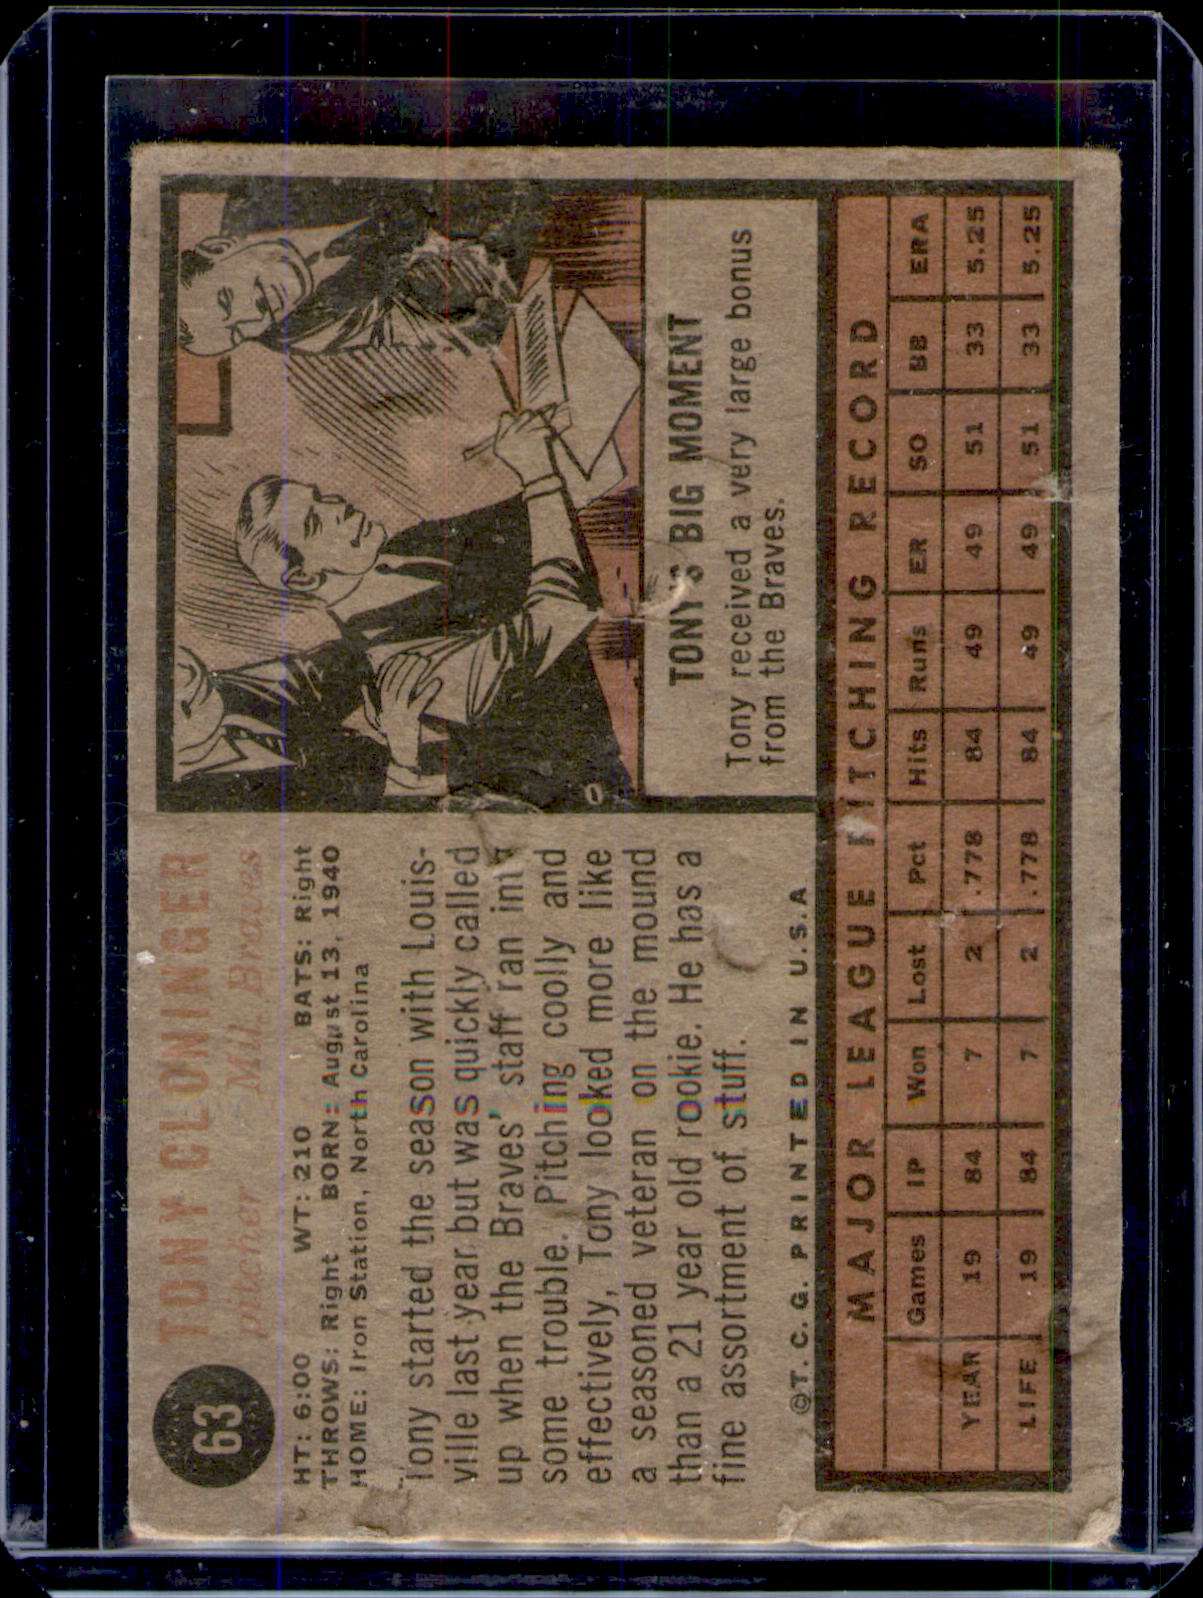 63
TONY CLONINGER
pitcher - Mil. Braves
HT: 6:00 WT: 210 BATS: Right
THROWS: Right BORN: August 13, 1940
HOME: Iron Station, North Carolina
Tony started the season with Louis-
ville last year but was quickly called
up when the Braves' staff ran into
some trouble. Pitching coolly and
effectively, Tony looked more like
a seasoned veteran on the mound
than a 21 year old rookie. He has a
fine assortment of stuff.
©T. C. G. PRINTED IN U.S.A
TONY'S BIG MOMENT
Tony received a very large bonus
from the Braves.
MAJOR LEAGUE PITCHING RECORD
Games IP Won Lost Pct Hits Runs ER SO BB ERA
YEAR 19 84 7 2 .778 84 49 49 51 33 5.25
LIFE 19 84 7 2 .778 84 49 49 51 33 5.25